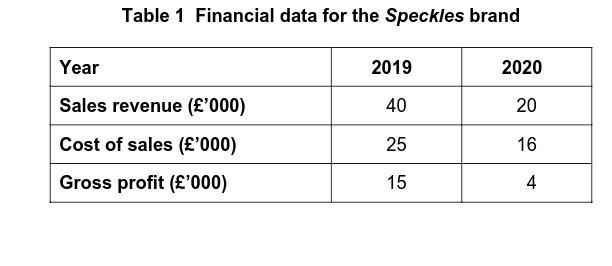 Table 1 Financial data for the Speckles brand
Year 2019 2020
Sales revenue (£’000) 40 20
Cost of sales (£’000) 25 16
Gross profit (£’000) 15 4